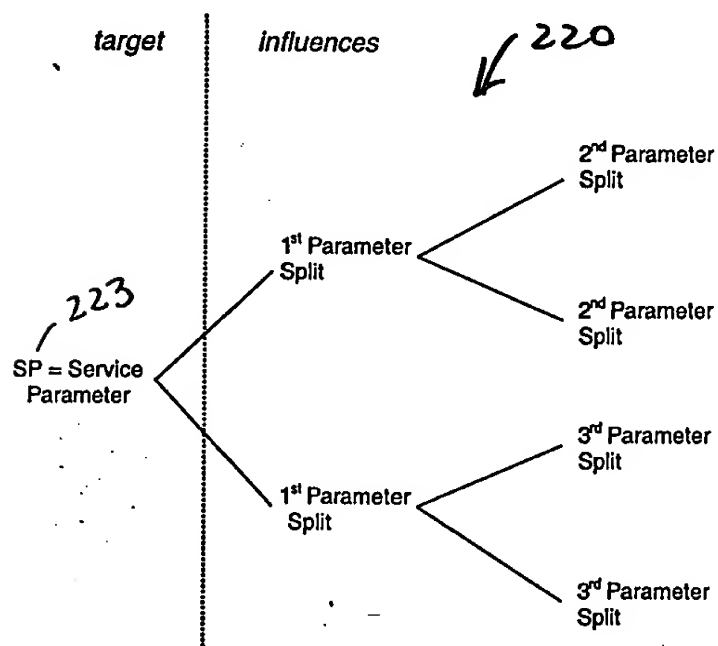 target
influences
220
2nd Parameter
Split
1st Parameter
Split
2nd Parameter
Split
223
SP = Service
Parameter
3rd Parameter
Split
1st Parameter
Split
3rd Parameter
Split